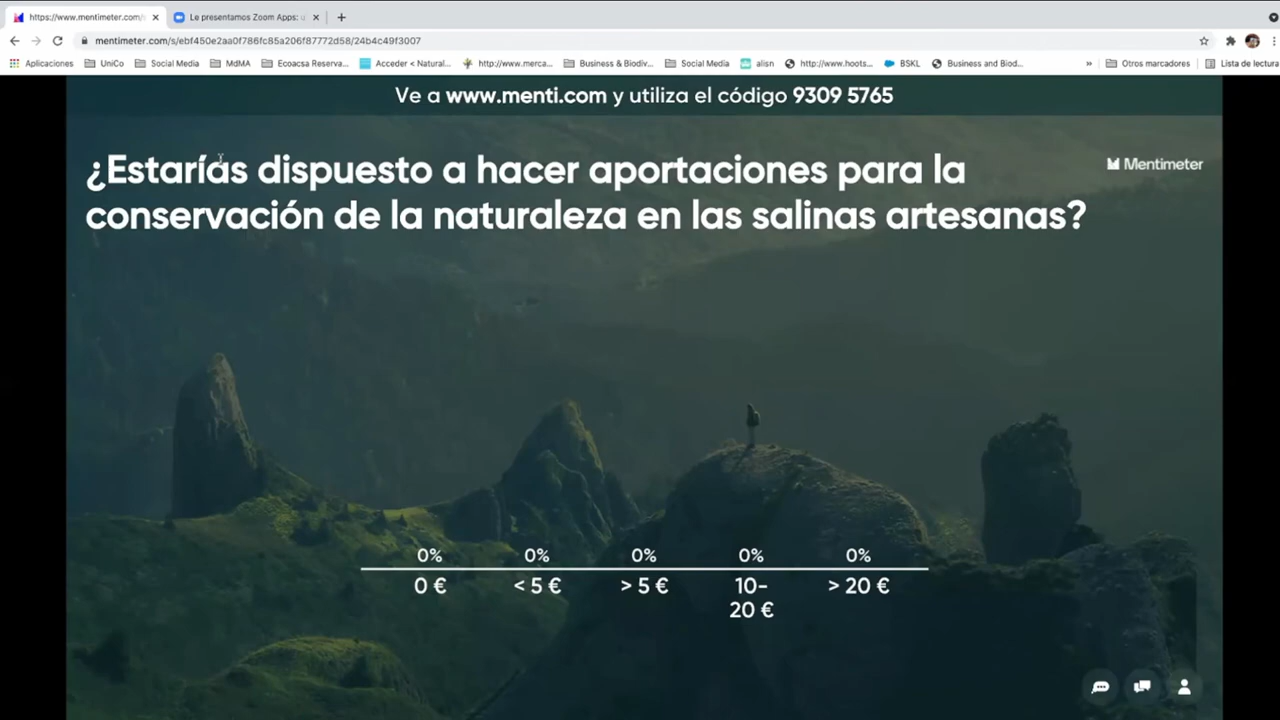 https://www.mentimeter.com/s
Le presentamos Zoom Apps: u
mentimeter.com/s/ebf450e2aa0f786fc85a206f87772d58/24b4c49f3007
Aplicaciones UniCo Social Media MdMA Ecoacsa Reserva... Acceder < Natural... http://www.merca... Business & Biodiv... Social Media alisn http://www.hoots... BSKL Business and Biod... » Otros marcadores Lista de lectura
Ve a www.menti.com y utiliza el código 9309 5765
¿Estarías dispuesto a hacer aportaciones para la
conservación de la naturaleza en las salinas artesanas?
Mentimeter
0% 0% 0% 0% 0%
0 € < 5 € > 5 € 10-
20 € > 20 €